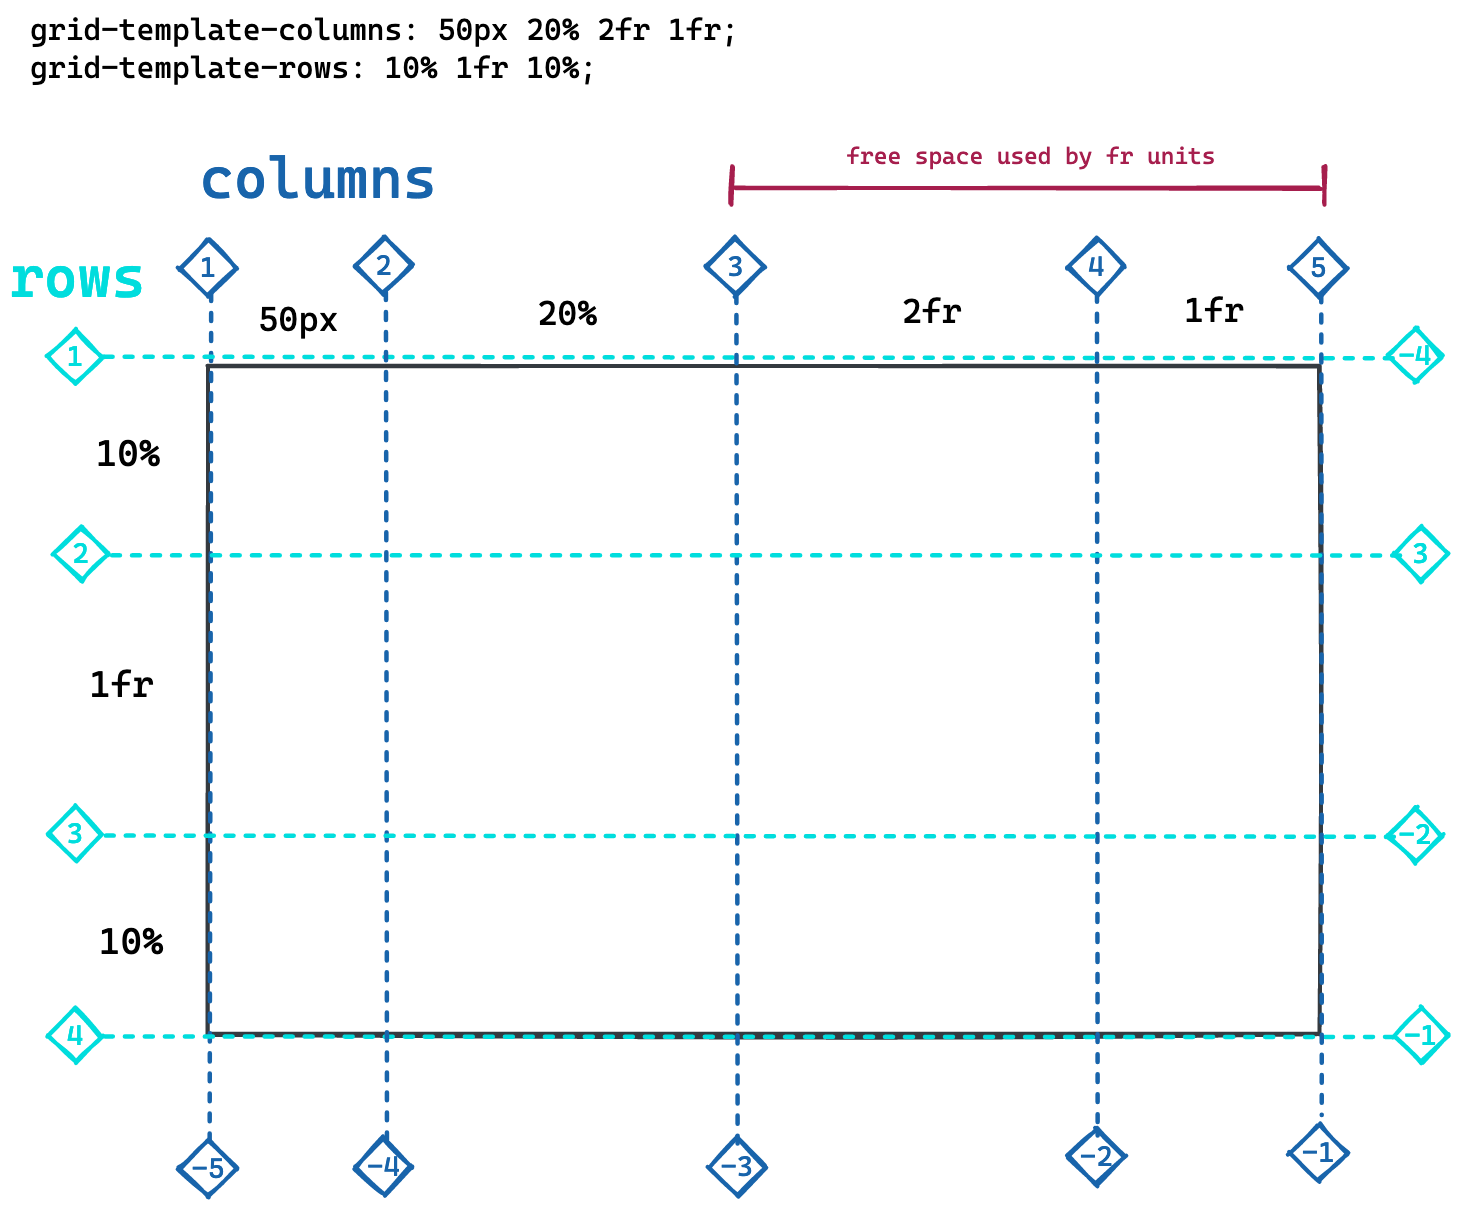 grid-template-columns: 50px 20% 2fr 1fr;
grid-template-rows: 10% 1fr 10%;
free space used by fr units
columns
1 2 3 4 5
rows
50px 20% 2fr 1fr
1 -4
10%
2 3
1fr
3 -2
10%
4 -1
-5 -4 -3 -2 -1